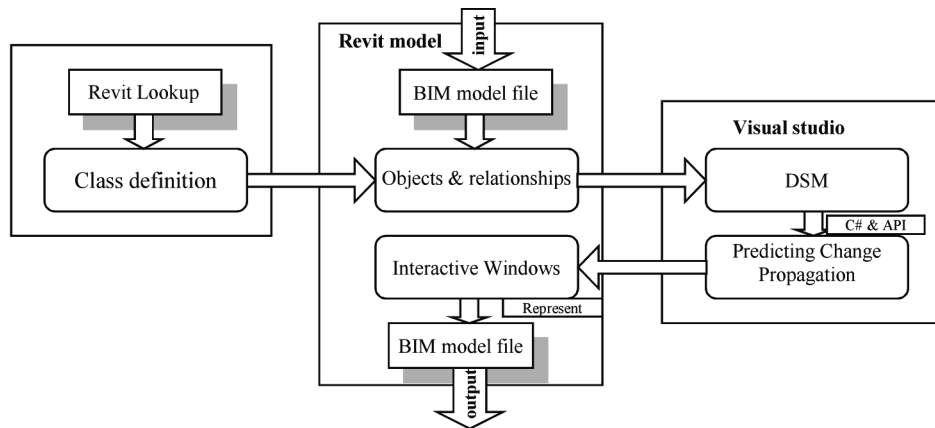 Revit Lookup
Class definition
Revit model
input
BIM model file
Objects & relationships
Interactive Windows
Represent
BIM model file
output
Visual studio
DSM
C# & API
Predicting Change
Propagation